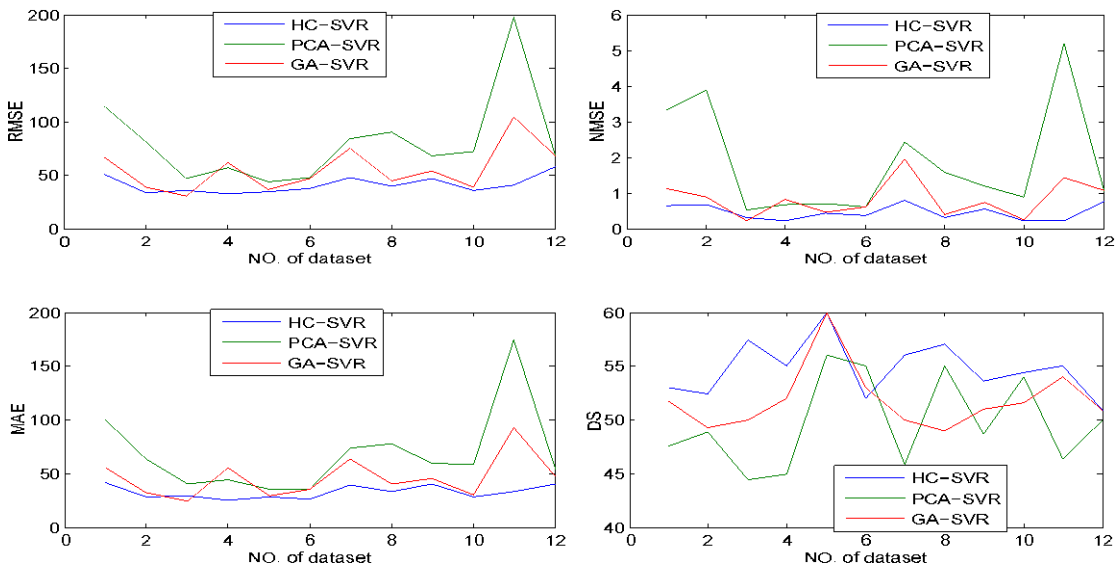 200
150
100
50
0
RMSE
HC-SVR
PCA-SVR
GA-SVR
0 2 4 6 8 10 12
NO. of dataset
6
5
4
3
2
1
0
NMSE
HC-SVR
PCA-SVR
GA-SVR
0 2 4 6 8 10 12
NO. of dataset
200
150
100
50
0
MAE
HC-SVR
PCA-SVR
GA-SVR
0 2 4 6 8 10 12
NO. of dataset
60
55
50
45
40
DS
HC-SVR
PCA-SVR
GA-SVR
0 2 4 6 8 10 12
NO. of dataset